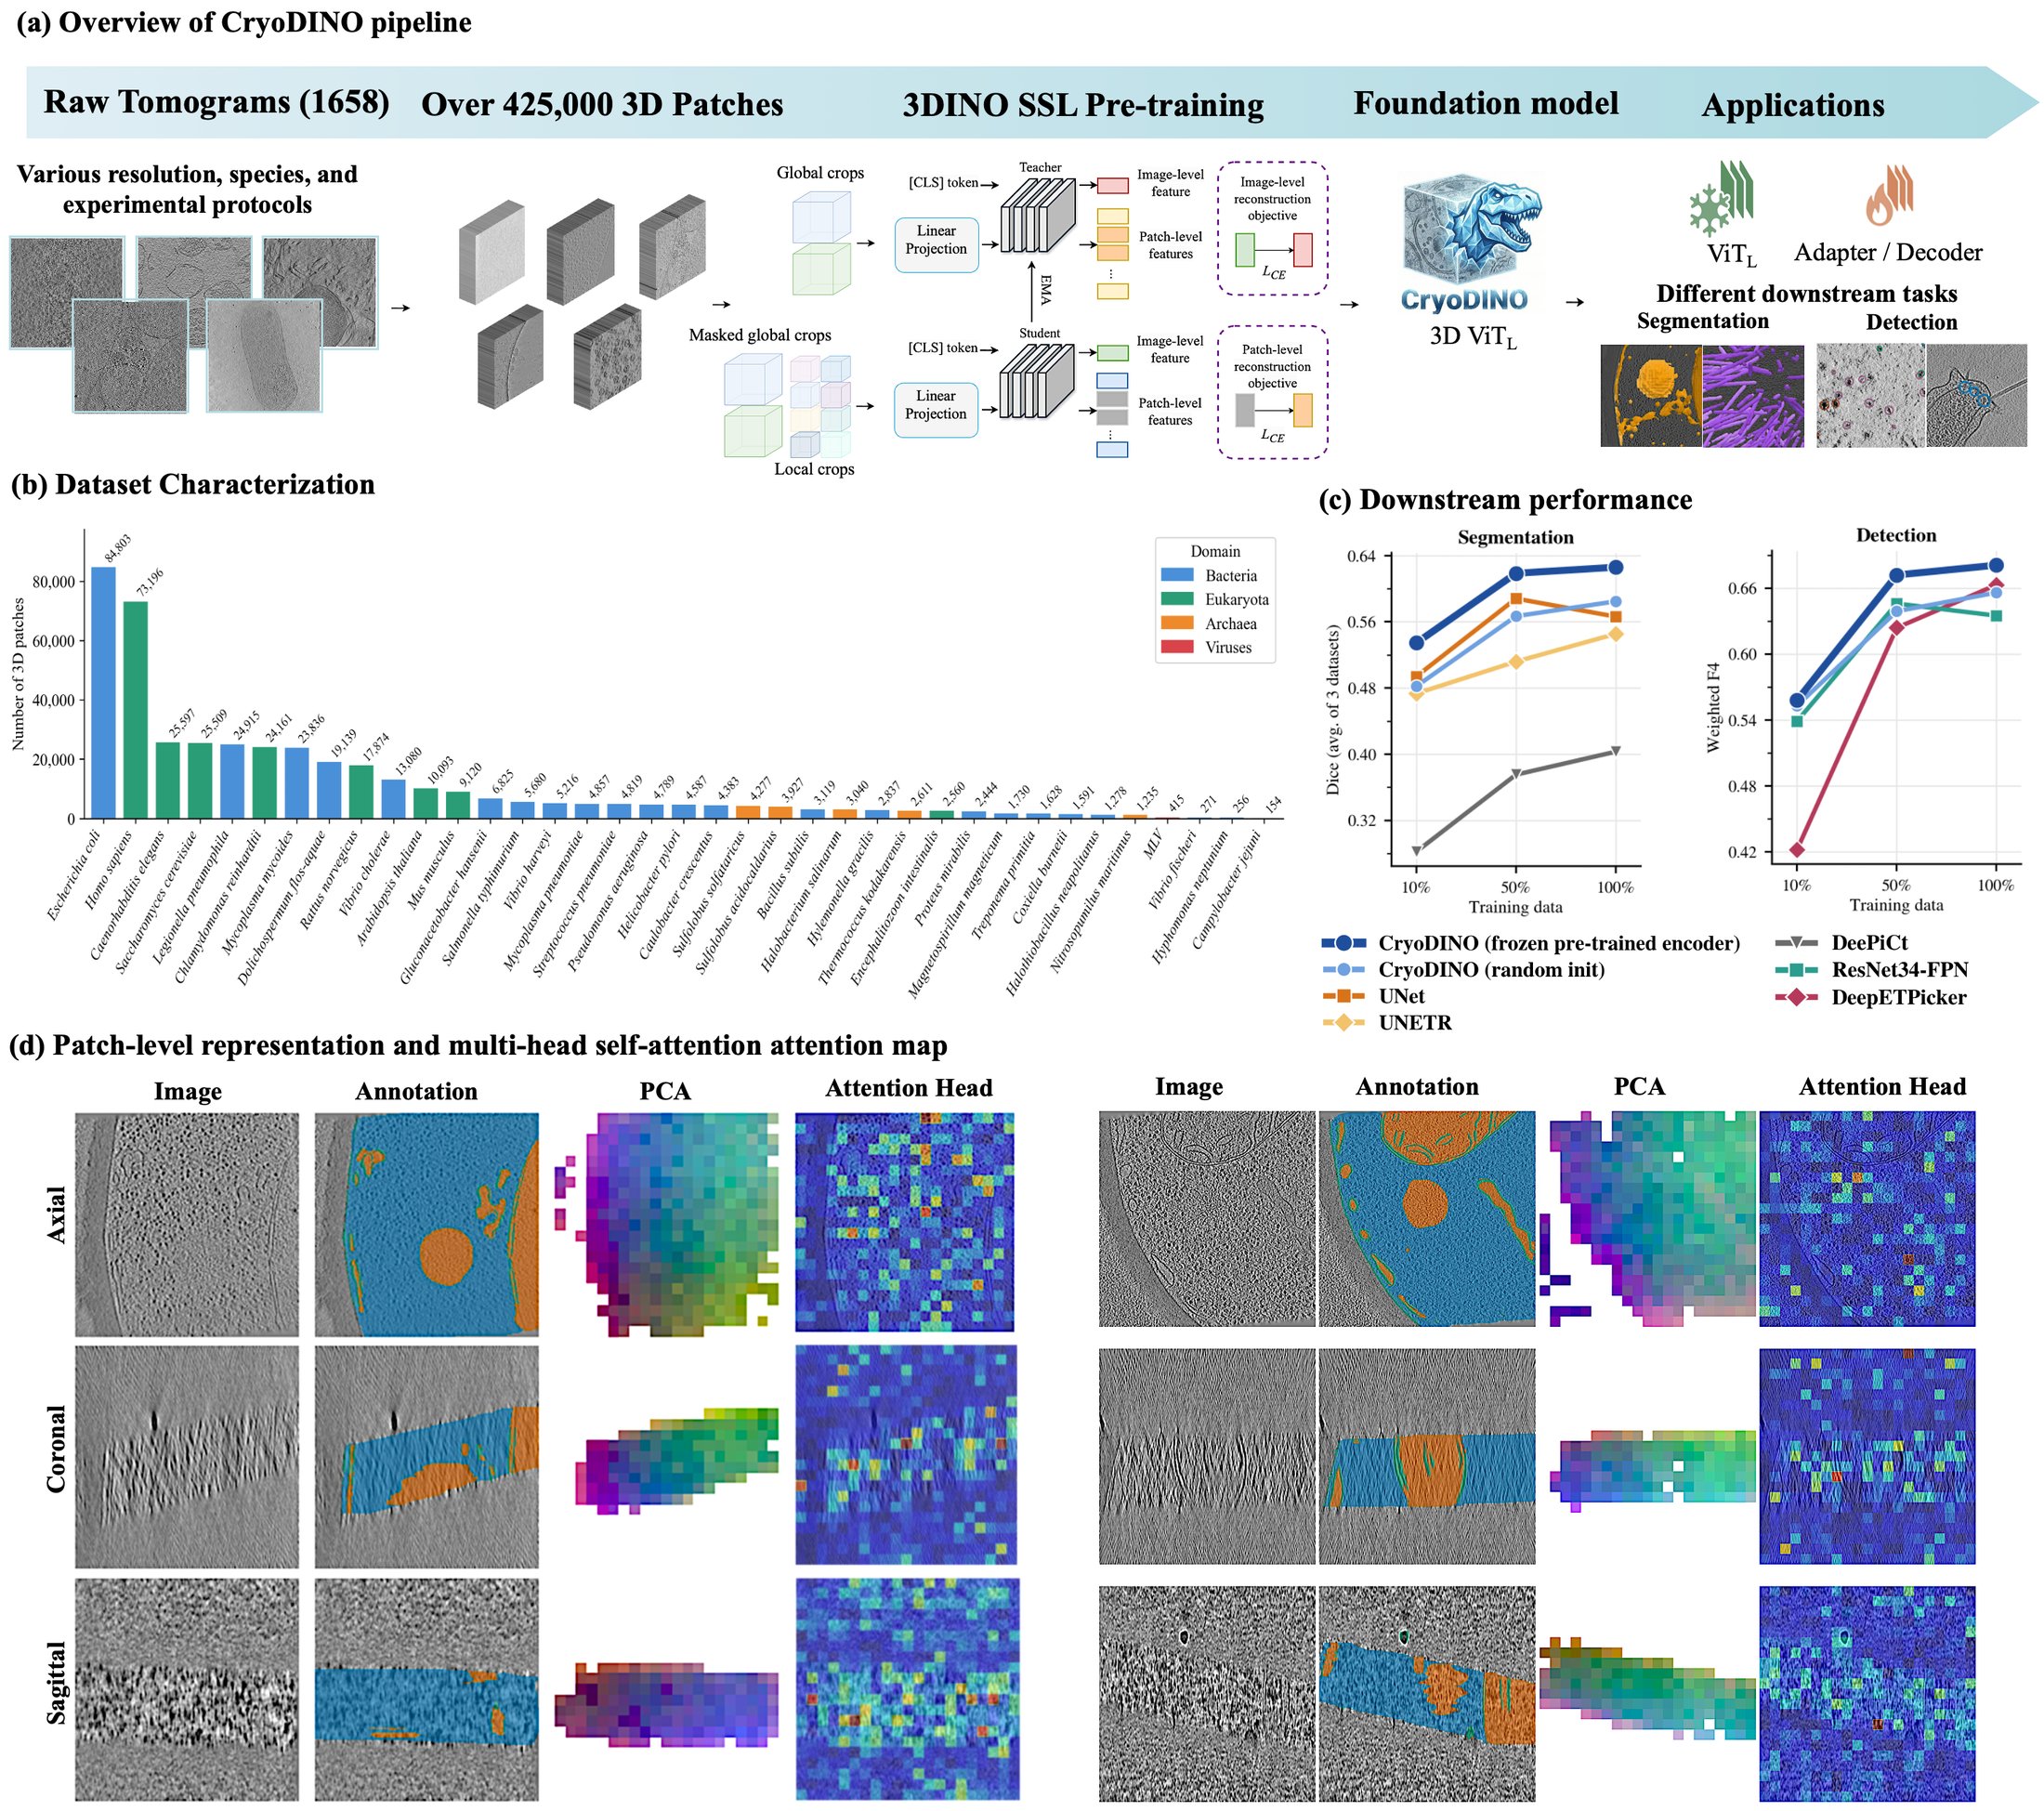 (a) Overview of CryoDINO pipeline
Raw Tomograms (1658)
Over 425,000 3D Patches
3DINO SSL Pre-training
Foundation model
Applications
Various resolution, species, and
experimental protocols
Global crops
Masked global crops
Local crops
[CLS] token
Teacher
Linear
Projection
Image-level
feature
Patch-level
features
...
Image-level
reconstruction
objective
L_CE
EMA
[CLS] token
Student
Linear
Projection
Image-level
feature
Patch-level
features
...
Patch-level
reconstruction
objective
L_CE
CryoDINO
3D ViT_L
ViT_L
Adapter / Decoder
Different downstream tasks
Segmentation
Detection
(b) Dataset Characterization
Number of 3D patches
80,000
60,000
40,000
20,000
0
84,803
73,196
25,597
25,509
24,915
24,161
23,836
19,139
17,874
13,080
10,093
9,120
6,825
5,680
5,216
4,857
4,819
4,789
4,587
4,383
4,277
3,927
3,119
3,040
2,837
2,611
2,560
2,444
1,730
1,628
1,591
1,278
1,235
415
271
256
154
Domain
Bacteria
Eukaryota
Archaea
Viruses
Escherichia coli
Homo sapiens
Caenorhabditis elegans
Saccharomyces cerevisiae
Legionella pneumophila
Chlamydomonas reinhardtii
Mycoplasma mycoides
Dolichospermum flos-aquae
Rattus norvegicus
Vibrio cholerae
Arabidopsis thaliana
Mus musculus
Gluconacetobacter hansenii
Salmonella typhimurium
Vibrio harveyi
Mycoplasma pneumoniae
Streptococcus pneumoniae
Pseudomonas aeruginosa
Helicobacter pylori
Caulobacter crescentus
Sulfolobus solfataricus
Sulfolobus acidocaldarius
Bacillus subtilis
Halobacterium salinarum
Hylemonella gracilis
Thermococcus kodakarensis
Encephalitozoon intestinalis
Proteus mirabilis
Magnetospirillum magneticum
Treponema primitia
Coxiella burnetii
Halothiobacillus neapolitanus
Nitrosopumilus maritimus
MLV
Vibrio fischeri
Hyphomonas neptunium
Campylobacter jejuni
(c) Downstream performance
Segmentation
Dice (avg. of 3 datasets)
0.64
0.56
0.48
0.40
0.32
10%
50%
100%
Training data
Detection
Weighted F4
0.66
0.60
0.54
0.48
0.42
10%
50%
100%
Training data
CryoDINO (frozen pre-trained encoder)
CryoDINO (random init)
UNet
UNETR
DeePiCt
ResNet34-FPN
DeepETPicker
(d) Patch-level representation and multi-head self-attention attention map
Image
Annotation
PCA
Attention Head
Image
Annotation
PCA
Attention Head
Axial
Coronal
Sagittal